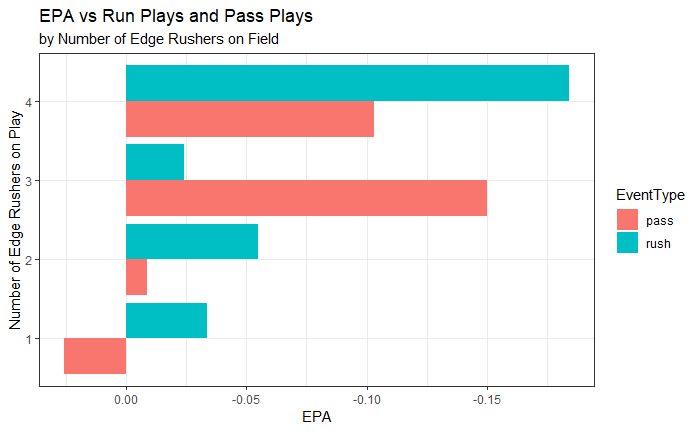 EPA vs Run Plays and Pass Plays
by Number of Edge Rushers on Field
Number of Edge Rushers on Play
4
3
2
1
0.00
-0.05
-0.10
-0.15
EPA
EventType
pass
rush